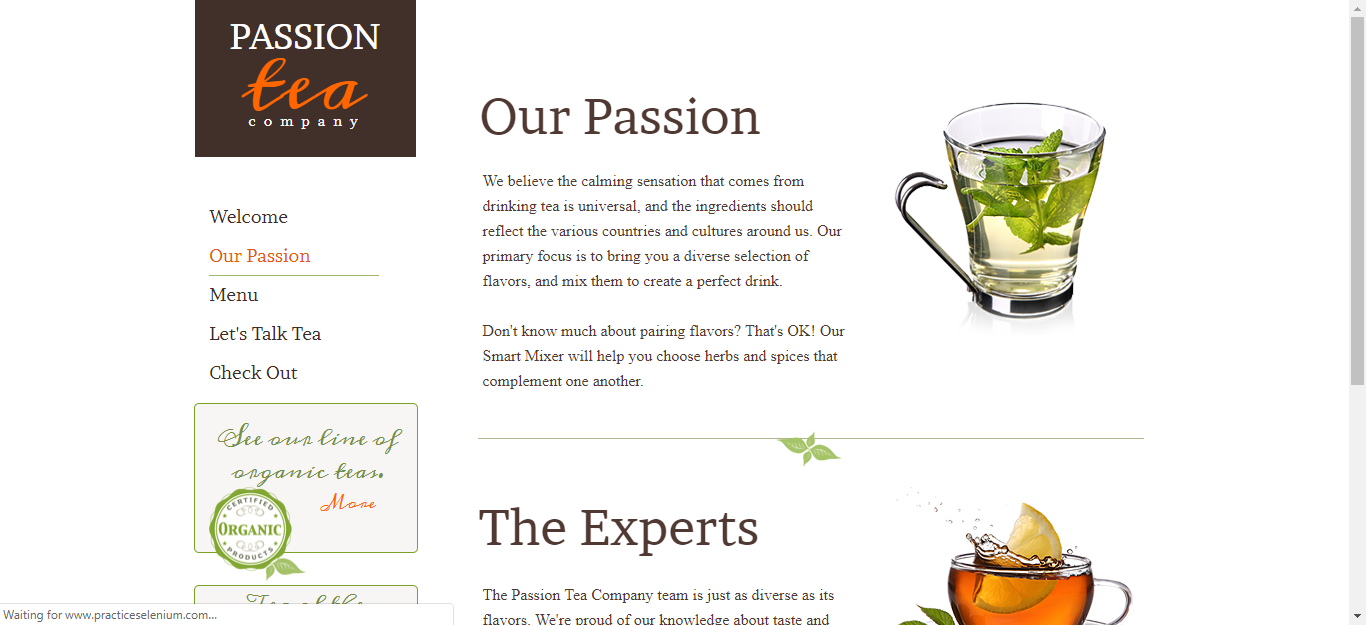 PASSION
tea
company
Welcome
Our Passion
Menu
Let's Talk Tea
Check Out
See our line of
organic teas.
More
CERTIFIED
ORGANIC
PRODUCTS
Tea of the
Waiting for www.practiceselenium.com...
Our Passion
We believe the calming sensation that comes from
drinking tea is universal, and the ingredients should
reflect the various countries and cultures around us. Our
primary focus is to bring you a diverse selection of
flavors, and mix them to create a perfect drink.
Don't know much about pairing flavors? That's OK! Our
Smart Mixer will help you choose herbs and spices that
complement one another.
The Experts
The Passion Tea Company team is just as diverse as its
flavors. We're proud of our knowledge about taste and